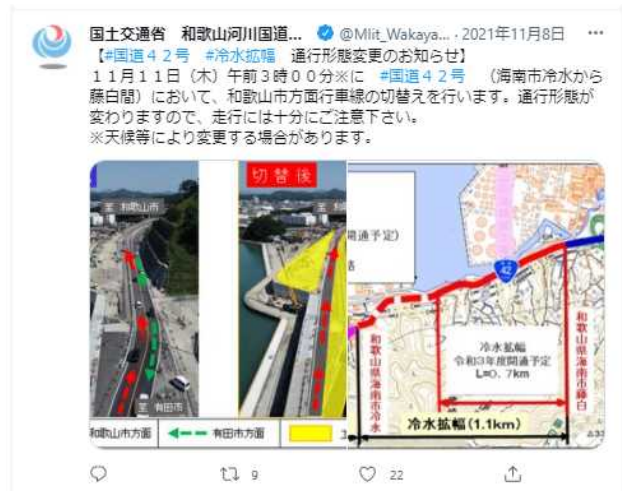 国土交通省 和歌山河川国道... @Mlit_Wakaya... · 2021年11月8日 ···
【#国道４２号 #冷水拡幅 通行形態変更のお知らせ】
１１月１１日（木）午前３時００分※に #国道４２号 （海南市冷水から
藤白間）において、和歌山市方面行車線の切替えを行います。通行形態が
変わりますので、走行には十分にご注意下さい。
※天候等により変更する場合があります。
至 和歌山市
至 有田市
和歌山市方面
有田市方面
切替後
至 和
開通予定)
42
冷水拡幅
令和3年度開通予定
L=0.7km
和歌山県海南市冷水
和歌山県海南市藤白
冷水拡幅(1.1km)
9
22